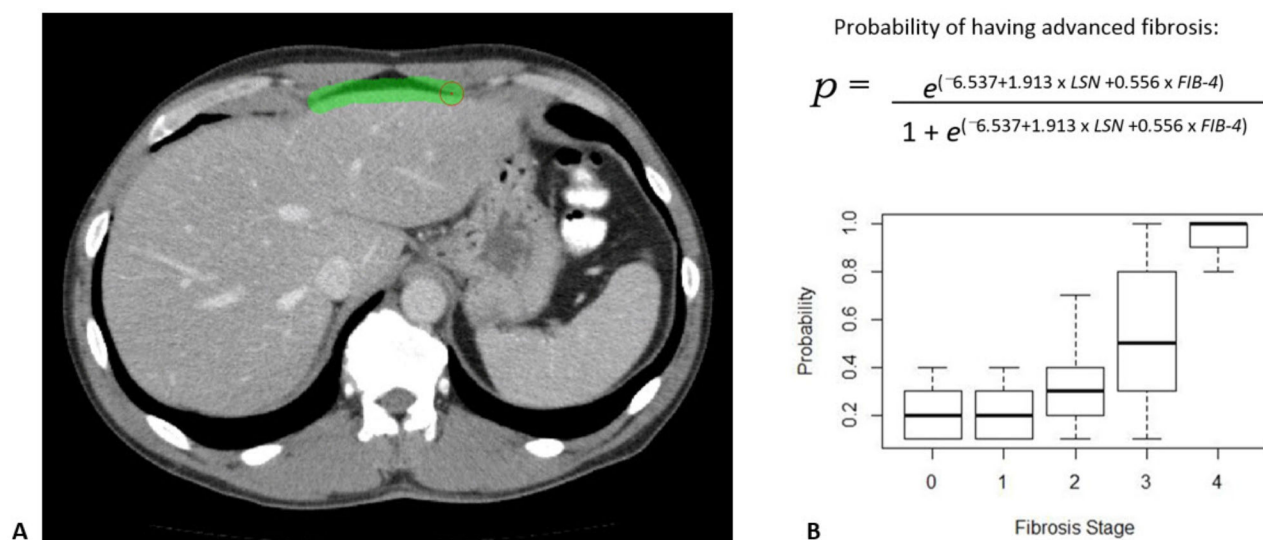 Probability of having advanced fibrosis:
p = e^(−6.537+1.913 x LSN +0.556 x FIB-4)
1 + e^(−6.537+1.913 x LSN +0.556 x FIB-4)
1.0
0.8
0.6
0.4
0.2
Probability
0 1 2 3 4
Fibrosis Stage
A
B